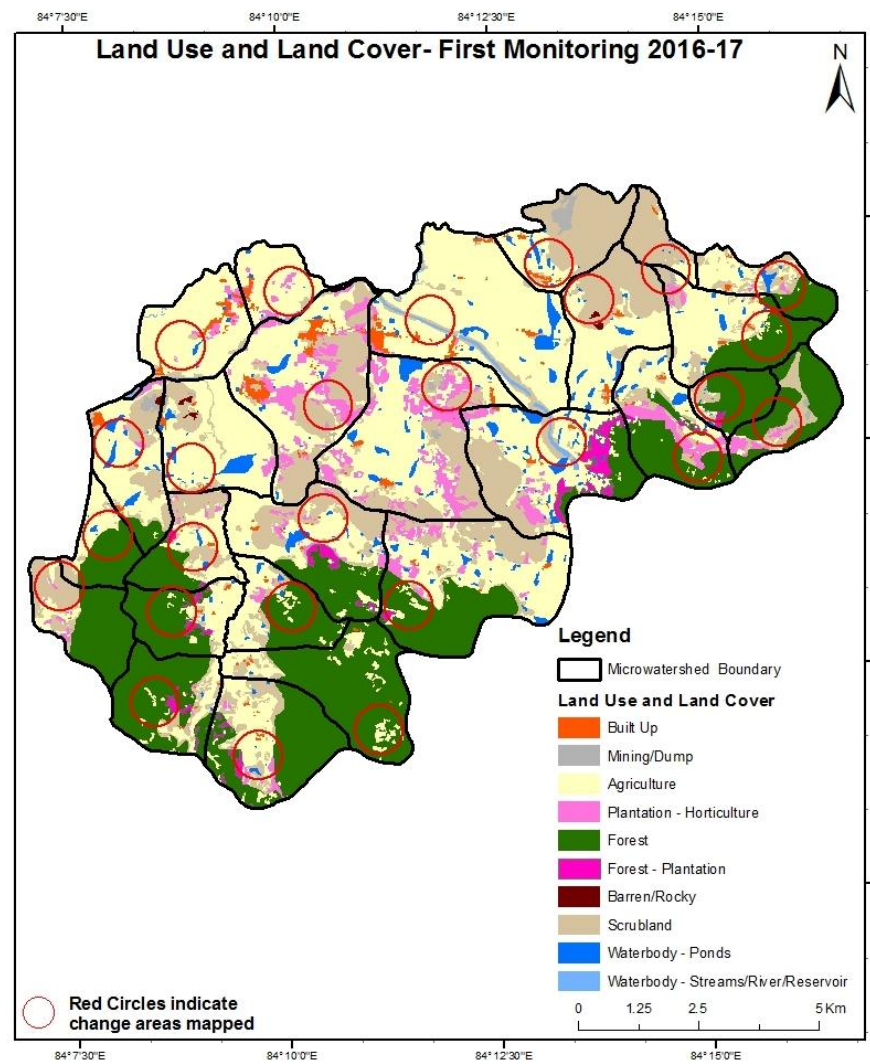 84°7'30"E 84°10'0"E 84°12'30"E 84°15'0"E
Land Use and Land Cover- First Monitoring 2016-17
N
Legend
Microwatershed Boundary
Land Use and Land Cover
Built Up
Mining/Dump
Agriculture
Plantation - Horticulture
Forest
Forest - Plantation
Barren/Rocky
Scrubland
Waterbody - Ponds
Waterbody - Streams/River/Reservoir
Red Circles indicate
change areas mapped
0 1.25 2.5 5 Km
84°7'30"E 84°10'0"E 84°12'30"E 84°15'0"E